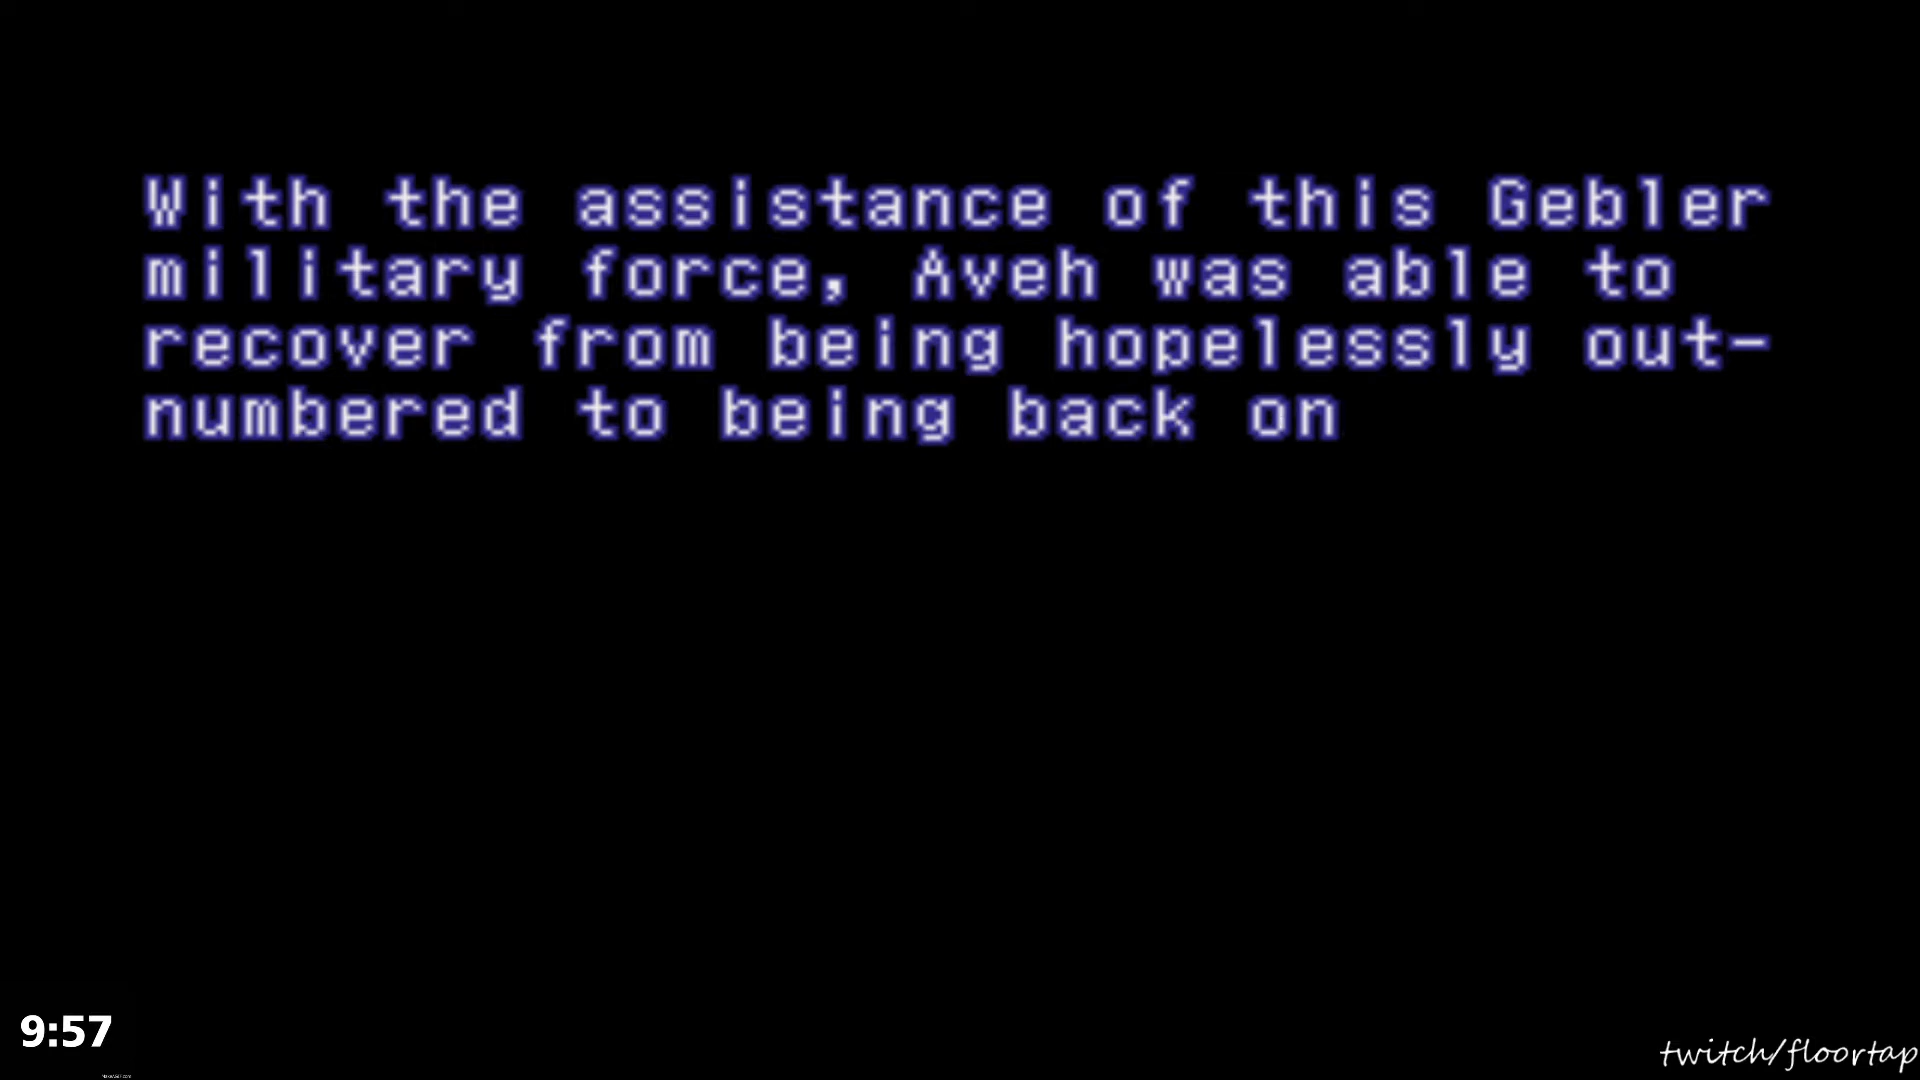 With the assistance of this Gebler
military force, Aveh was able to
recover from being hopelessly out-
numbered to being back on
9:57
twitch/floortap